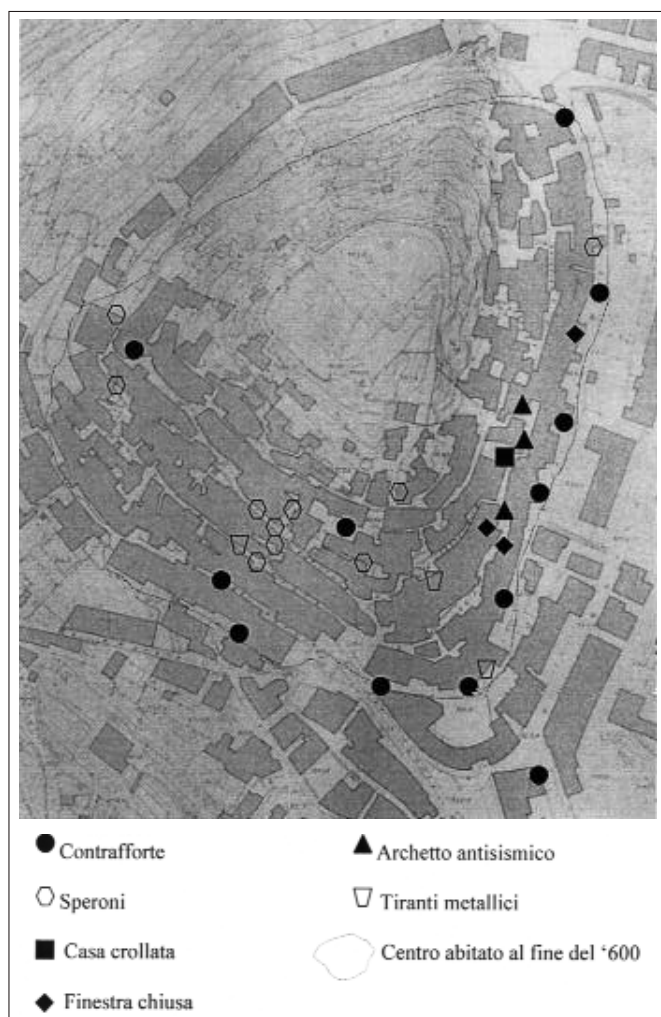 Contrafforte
Archetto antisismico
Speroni
Tiranti metallici
Casa crollata
Centro abitato al fine del ‘600
Finestra chiusa